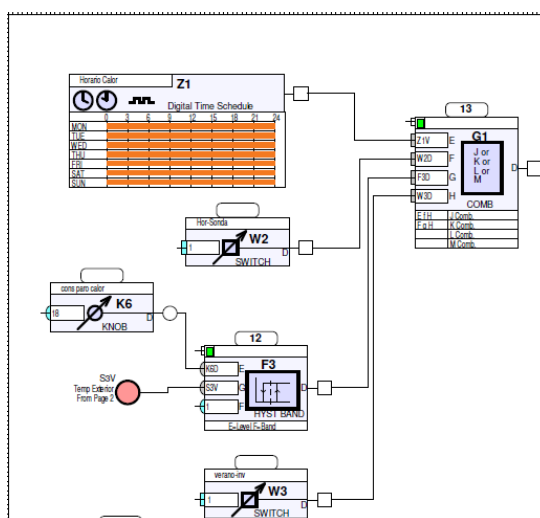 Horario Calor
Z1
Digital Time Schedule
0 3 6 9 12 15 18 21 24
MON
TUE
WED
THU
FRI
SAT
SUN
13
G1
Z1V E
W2D F
F3D G
W3D H
J or
K or
L or
M
D
COMB
E f H J Comb.
F g H K Comb.
L Comb.
M Comb.
Hor-Sonda
W2
1
D
SWITCH
cons paro calor
K6
18
D
KNOB
12
F3
K6D E
S3V G
1 F
D
HYST BAND
E=Level F=Band
S3V
Temp Exterior
From Page 2
verano-inv
W3
1
D
SWITCH